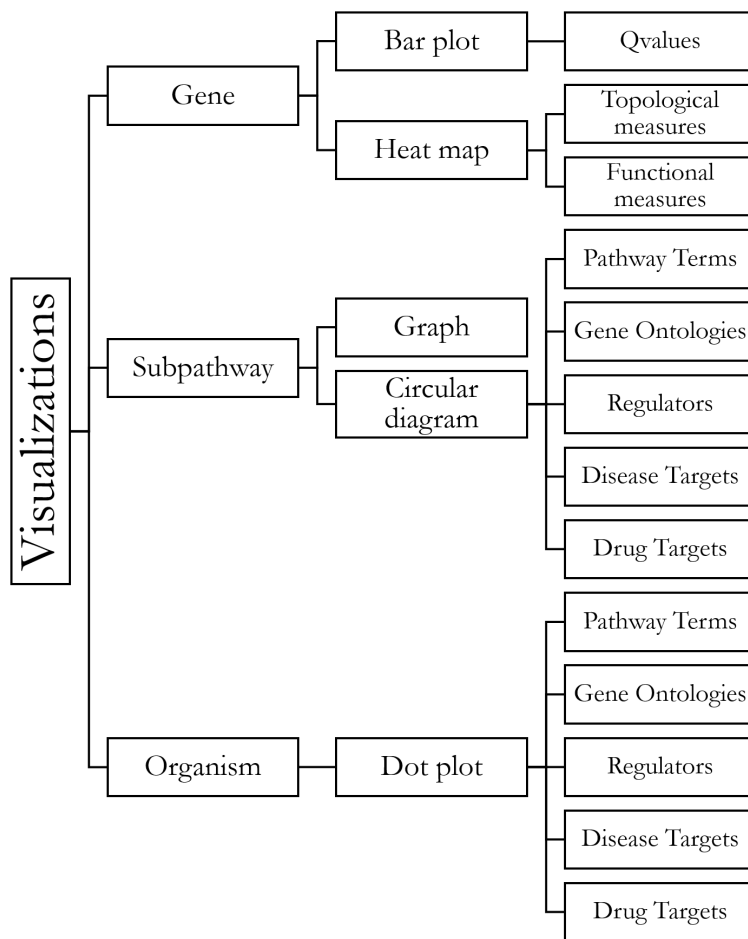 Visualizations
Gene
Bar plot
Qvalues
Heat map
Topological
measures
Functional
measures
Subpathway
Graph
Circular
diagram
Pathway Terms
Gene Ontologies
Regulators
Disease Targets
Drug Targets
Organism
Dot plot
Pathway Terms
Gene Ontologies
Regulators
Disease Targets
Drug Targets